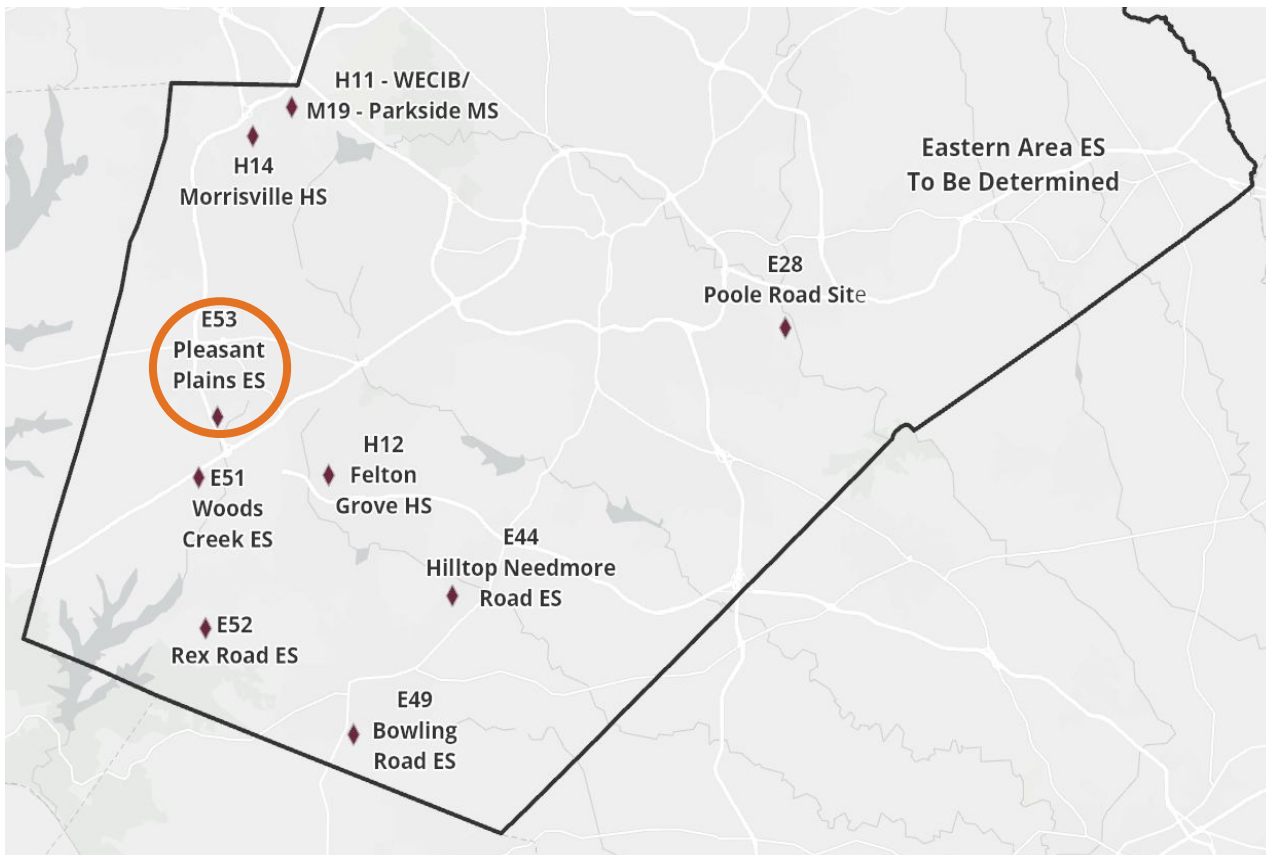 H11 - WECIB/
M19 - Parkside MS
H14
Morrisville HS
Eastern Area ES
To Be Determined
E28
Poole Road Site
E53
Pleasant
Plains ES
H12
Felton
Grove HS
E51
Woods
Creek ES
E44
Hilltop Needmore
Road ES
E52
Rex Road ES
E49
Bowling
Road ES